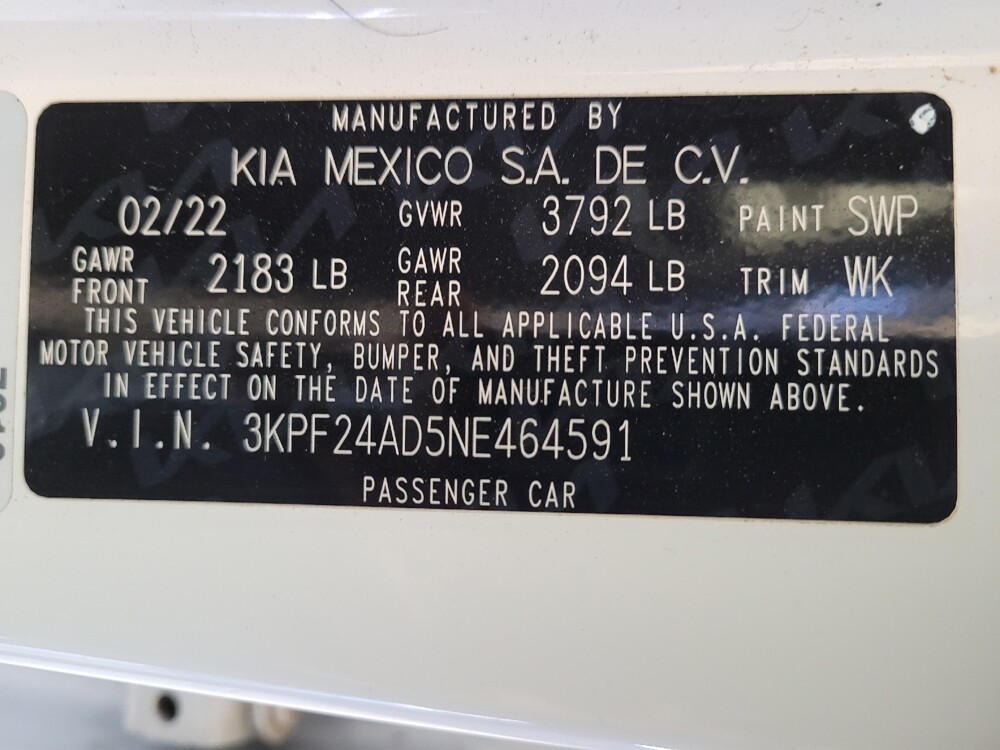 MANUFACTURED BY
KIA MEXICO S.A. DE C.V.
02/22 GVWR 3792 LB PAINT SWP
GAWR FRONT 2183 LB GAWR REAR 2094 LB TRIM WK
THIS VEHICLE CONFORMS TO ALL APPLICABLE U.S.A. FEDERAL
MOTOR VEHICLE SAFETY, BUMPER, AND THEFT PREVENTION STANDARDS
IN EFFECT ON THE DATE OF MANUFACTURE SHOWN ABOVE.
V.I.N. 3KPF24AD5NE464591
PASSENGER CAR